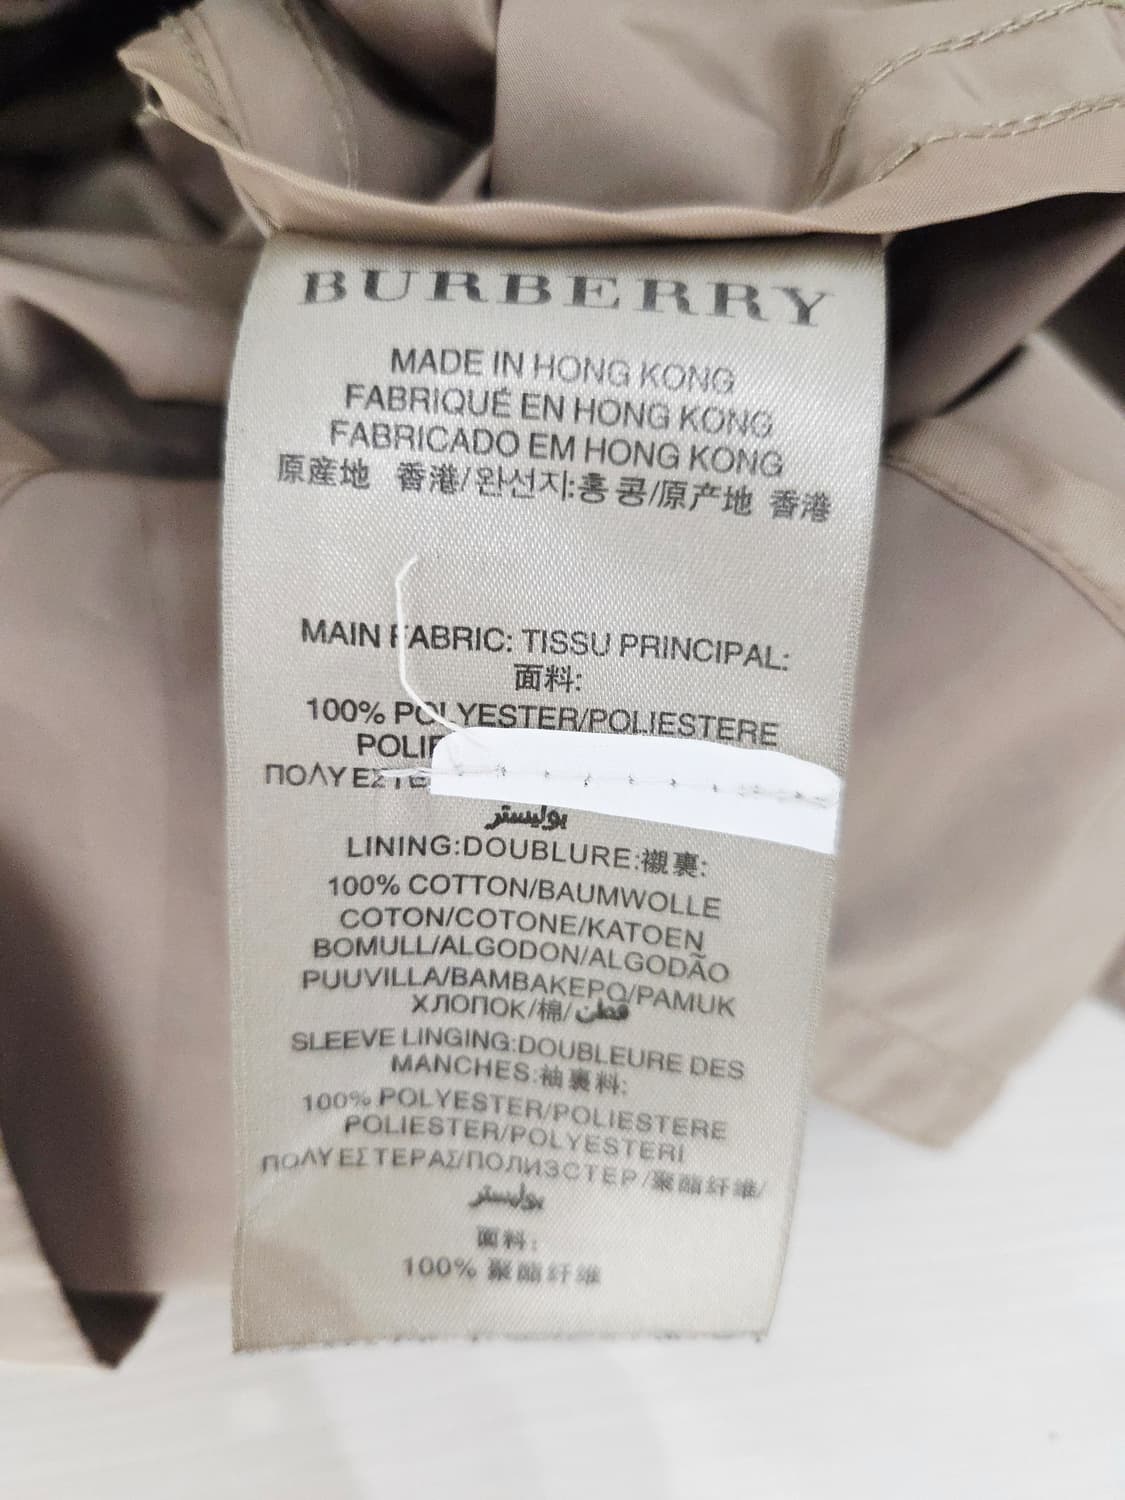 BURBERRY
MADE IN HONG KONG
FABRIQUÉ EN HONG KONG
FABRICADO EM HONG KONG
原産地 香港/완선지:홍콩/原产地 香港
MAIN FABRIC: TISSU PRINCIPAL:
面料:
100% POLYESTER/POLIESTERE
ΠΟΛΥΕΣΤΕ
بوليستر
LINING:DOUBLURE:襯裏:
100% COTTON/BAUMWOLLE
COTON/COTONE/KATOEN
BOMULL/ALGODON/ALGODÃO
PUUVILLA/BAMBAKEPO/PAMUK
ХЛОПОК/棉/قطن
SLEEVE LINGING:DOUBLEURE DES
MANCHES:袖裏料:
100% POLYESTER/POLIESTERE
POLIESTER/POLYESTERI
ΠΟΛΥΕΣΤΕΡΑΣ/ПОЛИЭСТЕР/聚酯纤维/
بوليستر
面料:
100% 聚酯纤维